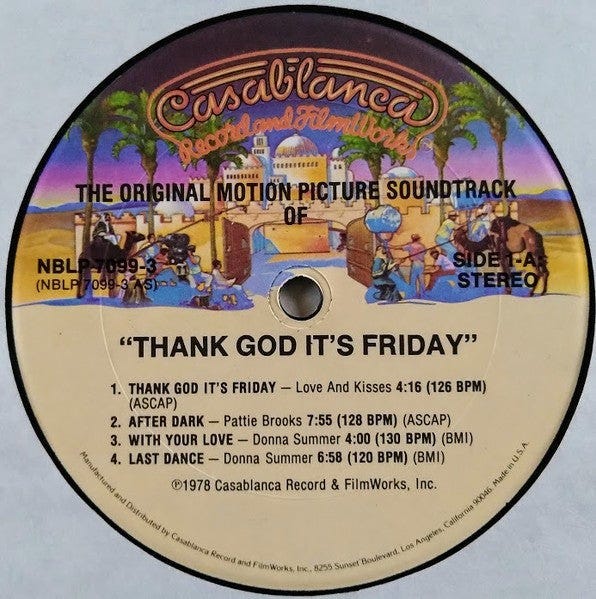 Casablanca
Record and FilmWorks
THE ORIGINAL MOTION PICTURE SOUNDTRACK
OF
NBLP 7099-3
(NBLP 7099-3 AS)
SIDE 1-A:
STEREO
“THANK GOD IT'S FRIDAY”
1. THANK GOD IT'S FRIDAY — Love And Kisses 4:16 (126 BPM)
(ASCAP)
2. AFTER DARK — Pattie Brooks 7:55 (128 BPM) (ASCAP)
3. WITH YOUR LOVE — Donna Summer 4:00 (130 BPM) (BMI)
4. LAST DANCE — Donna Summer 6:58 (120 BPM) (BMI)
℗1978 Casablanca Record & FilmWorks, Inc.
Manufactured and Distributed by Casablanca Record and FilmWorks, Inc., 8255 Sunset Boulevard, Los Angeles, California 90046. Made in U.S.A.